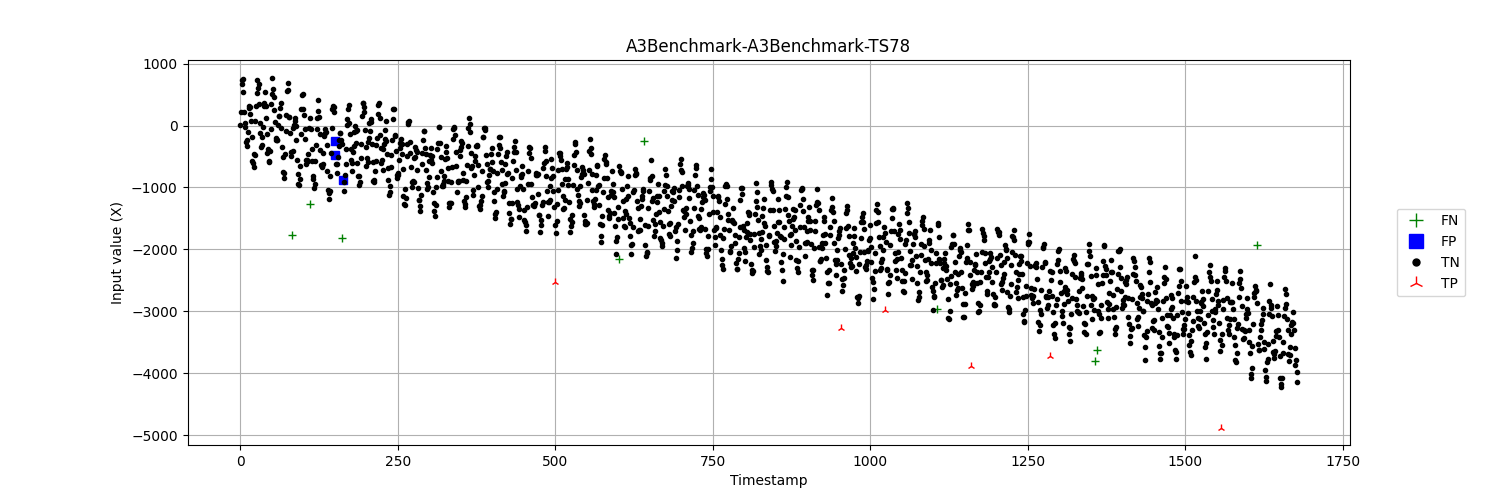 A3Benchmark-A3Benchmark-TS78
1000
0
−1000
−2000
−3000
−4000
−5000
Input value (X)
0
250
500
750
1000
1250
1500
1750
Timestamp
FN
FP
TN
TP